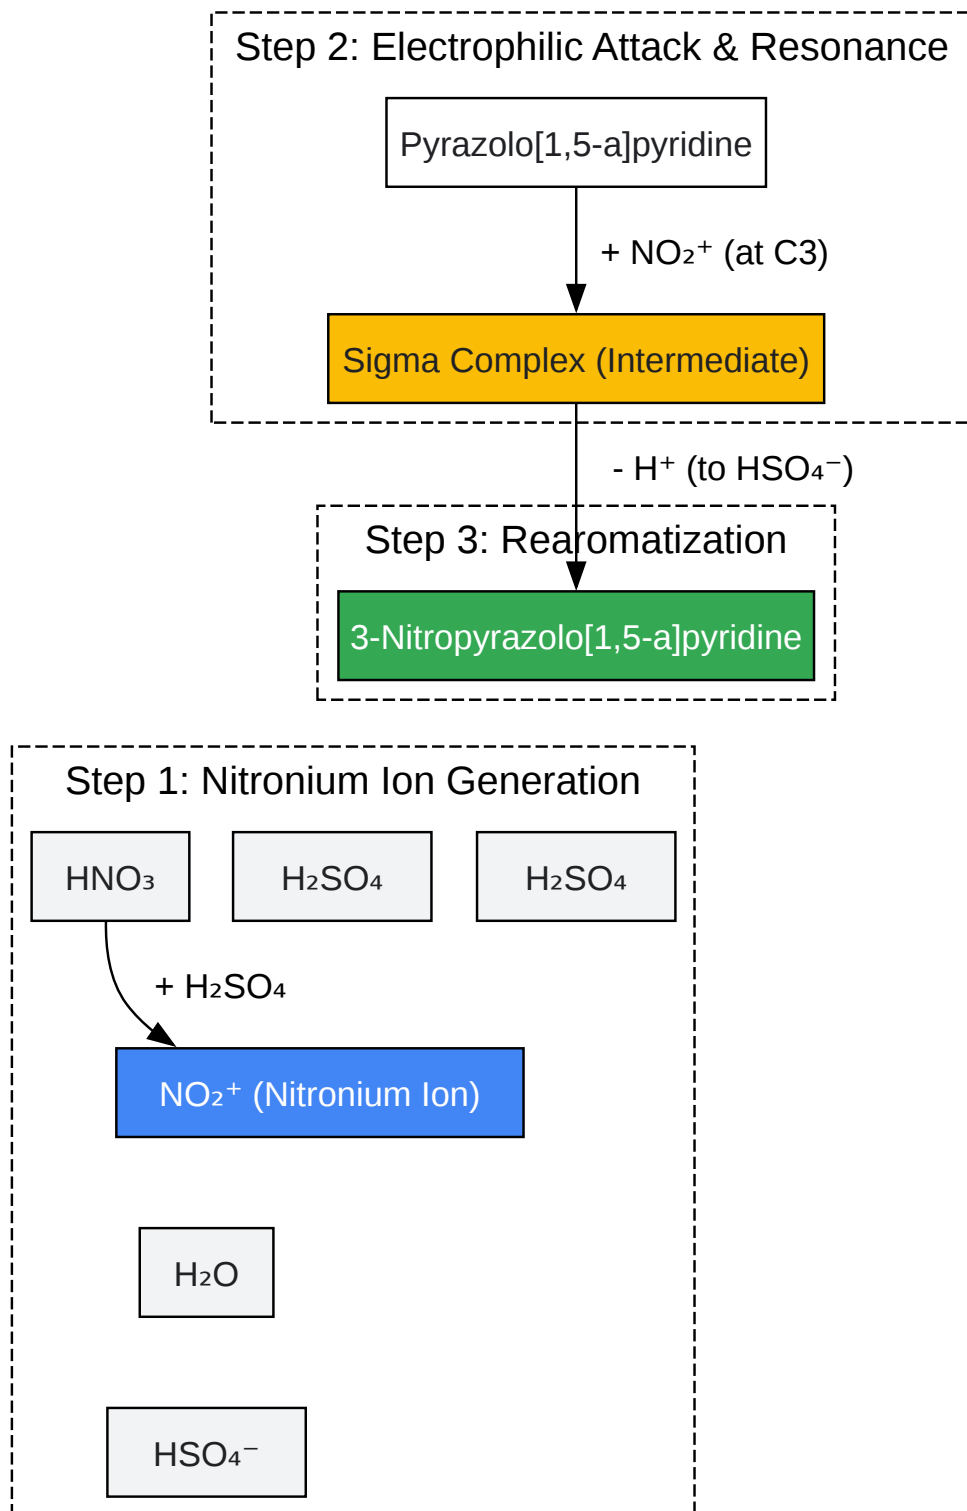 Step 2: Electrophilic Attack & Resonance
Pyrazolo[1,5-a]pyridine
+ NO₂⁺ (at C3)
Sigma Complex (Intermediate)
- H⁺ (to HSO₄⁻)
Step 3: Rearomatization
3-Nitropyrazolo[1,5-a]pyridine
Step 1: Nitronium Ion Generation
HNO₃
H₂SO₄
H₂SO₄
+ H₂SO₄
NO₂⁺ (Nitronium Ion)
H₂O
HSO₄⁻